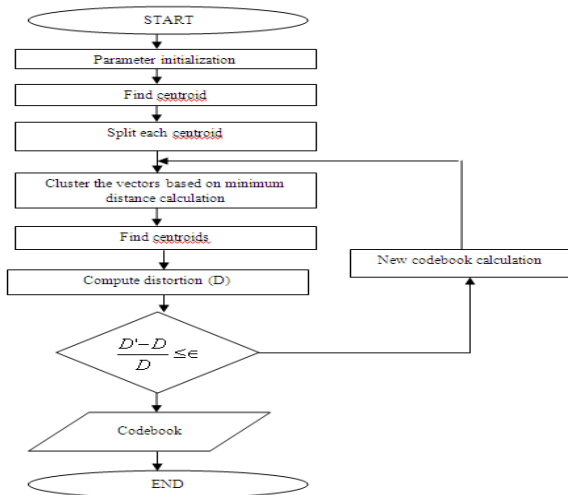 START
Parameter initialization
Find centroid
Split each centroid
Cluster the vectors based on minimum
distance calculation
Find centroids
New codebook calculation
Compute distortion (D)
D'−D
D
≤∈
Codebook
END